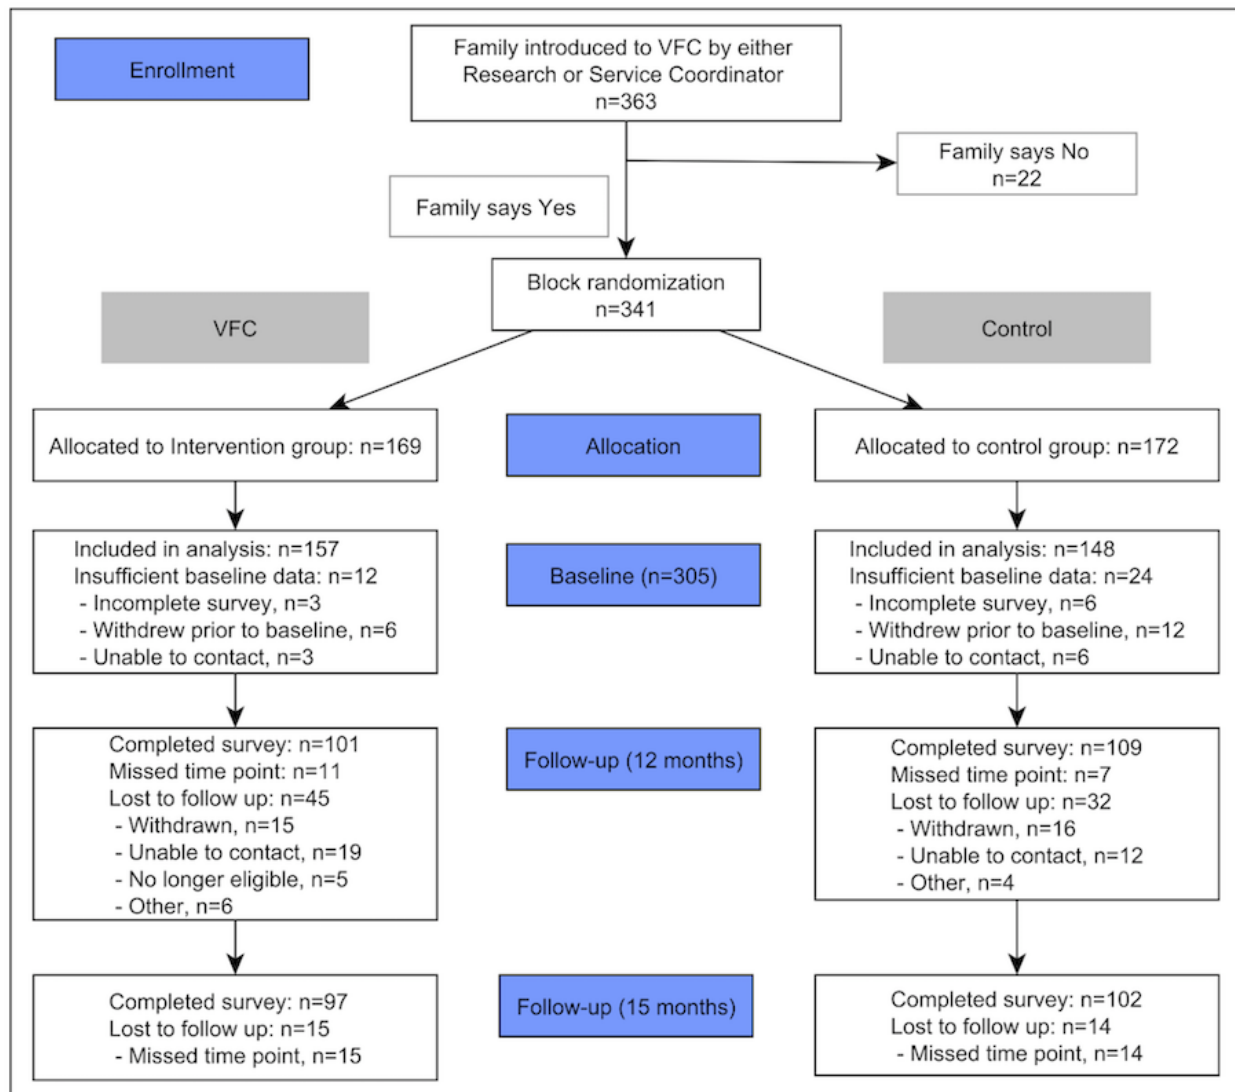 Enrollment
Family introduced to VFC by either
Research or Service Coordinator
n=363
Family says No
n=22
Family says Yes
Block randomization
n=341
VFC
Control
Allocated to Intervention group: n=169
Allocation
Allocated to control group: n=172
Included in analysis: n=157
Insufficient baseline data: n=12
- Incomplete survey, n=3
- Withdrew prior to baseline, n=6
- Unable to contact, n=3
Baseline (n=305)
Included in analysis: n=148
Insufficient baseline data: n=24
- Incomplete survey, n=6
- Withdrew prior to baseline, n=12
- Unable to contact, n=6
Completed survey: n=101
Missed time point: n=11
Lost to follow up: n=45
- Withdrawn, n=15
- Unable to contact, n=19
- No longer eligible, n=5
- Other, n=6
Follow-up (12 months)
Completed survey: n=109
Missed time point: n=7
Lost to follow up: n=32
- Withdrawn, n=16
- Unable to contact, n=12
- Other, n=4
Completed survey: n=97
Lost to follow up: n=15
- Missed time point, n=15
Follow-up (15 months)
Completed survey: n=102
Lost to follow up: n=14
- Missed time point, n=14